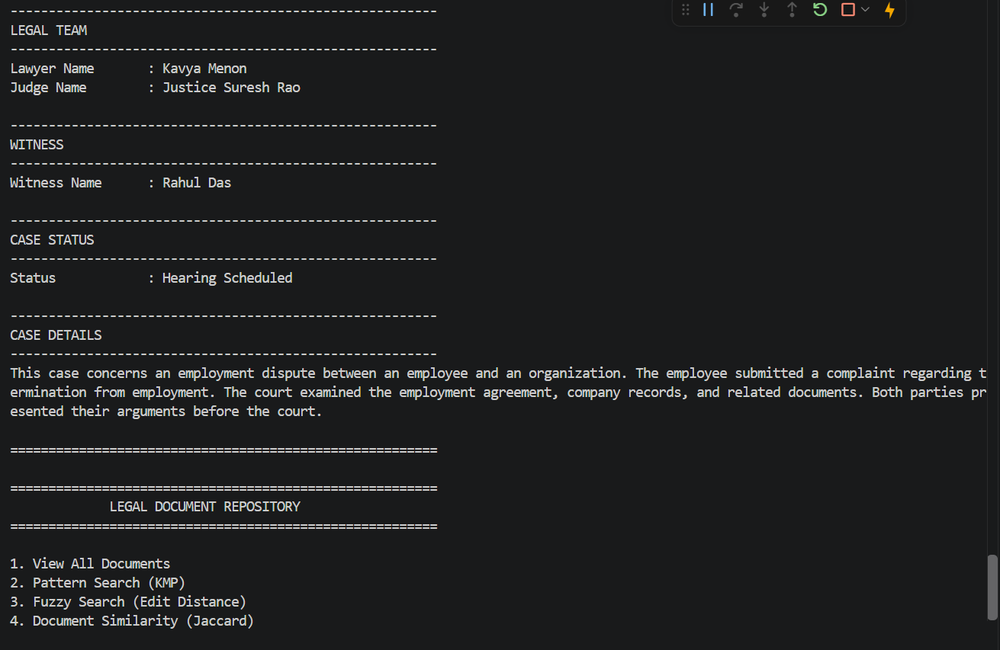 --------------------------------------------------------
LEGAL TEAM
--------------------------------------------------------
Lawyer Name       : Kavya Menon
Judge Name        : Justice Suresh Rao
--------------------------------------------------------
WITNESS
--------------------------------------------------------
Witness Name      : Rahul Das
--------------------------------------------------------
CASE STATUS
--------------------------------------------------------
Status            : Hearing Scheduled
--------------------------------------------------------
CASE DETAILS
--------------------------------------------------------
This case concerns an employment dispute between an employee and an organization. The employee submitted a complaint regarding t
ermination from employment. The court examined the employment agreement, company records, and related documents. Both parties pr
esented their arguments before the court.
========================================================
========================================================
             LEGAL DOCUMENT REPOSITORY
========================================================
1. View All Documents
2. Pattern Search (KMP)
3. Fuzzy Search (Edit Distance)
4. Document Similarity (Jaccard)